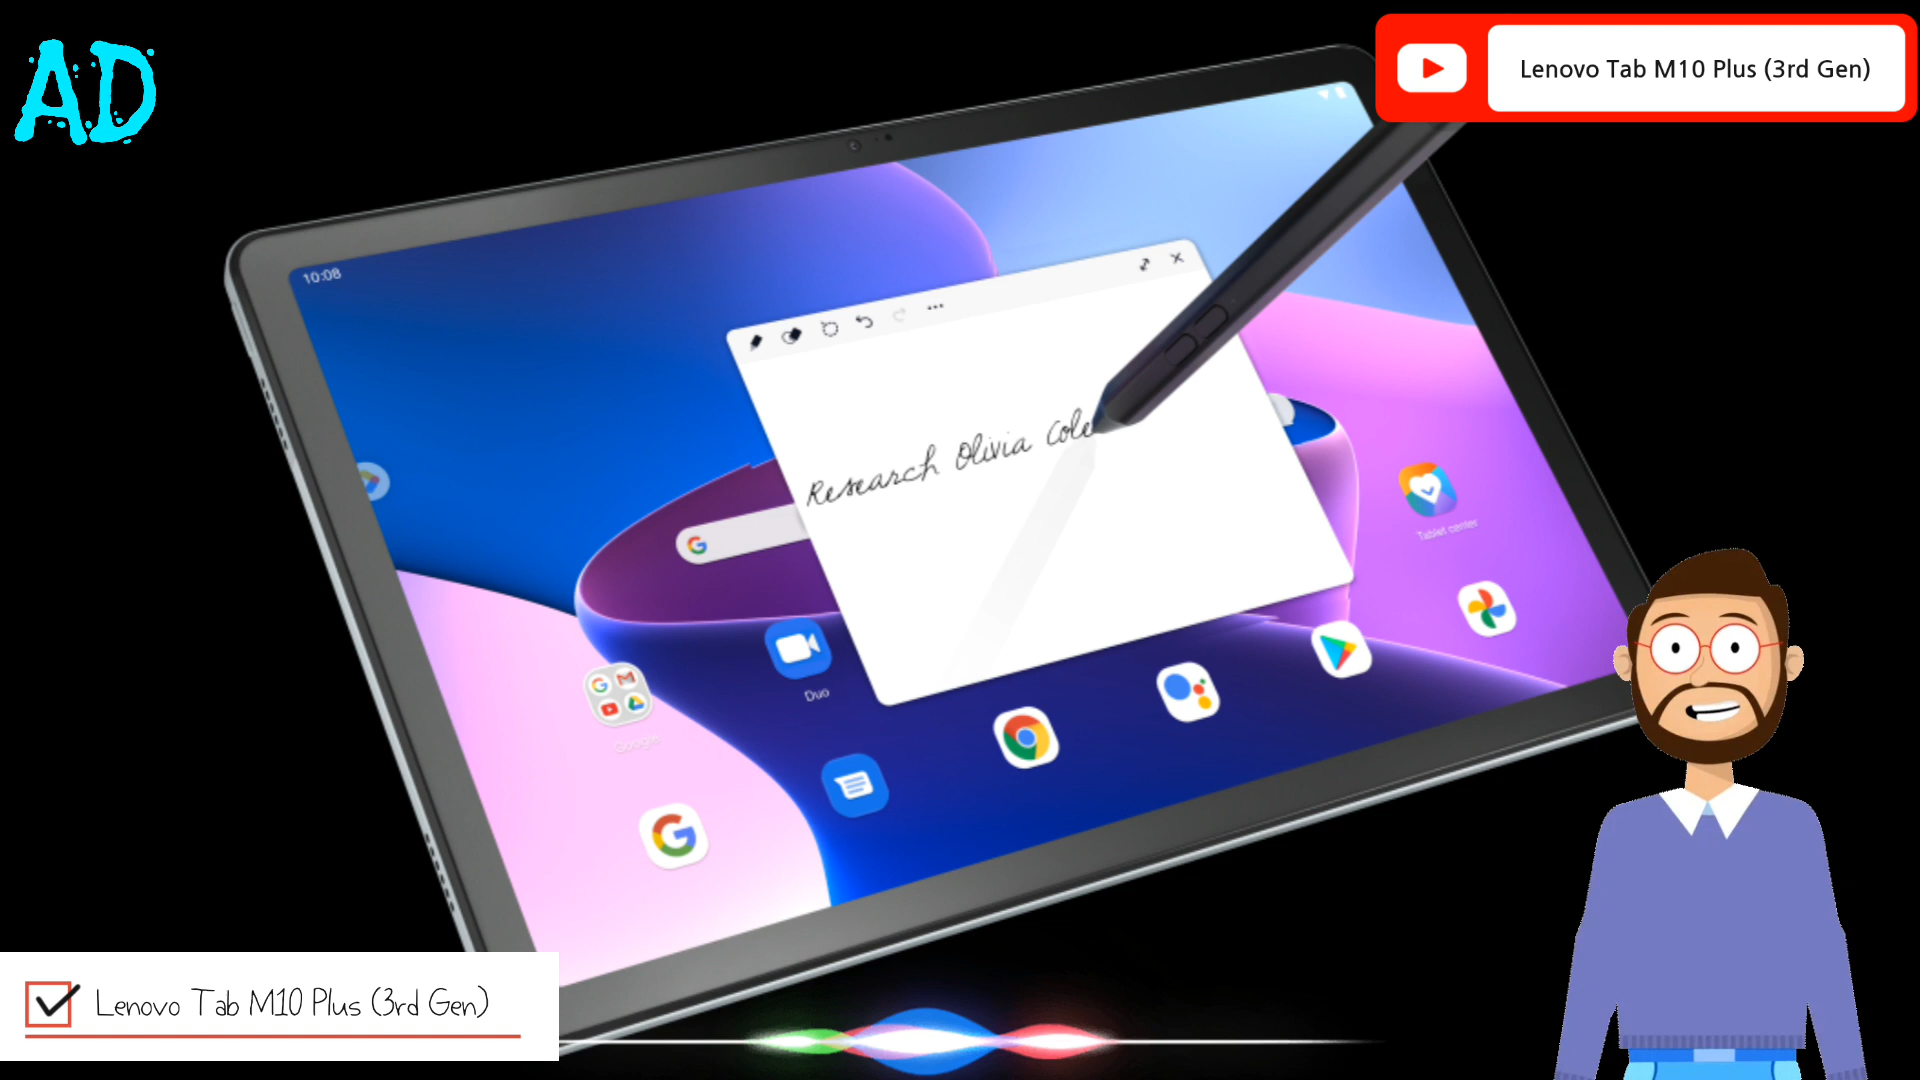 AD
Lenovo Tab M10 Plus (3rd Gen)
10:08
Research Olivia Cole
Tablet center
Duo
Google
Lenovo Tab M10 Plus (3rd Gen)